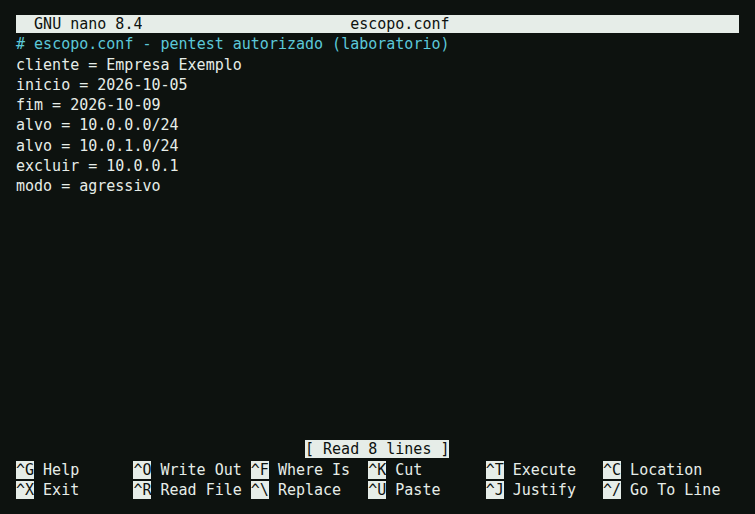 GNU nano 8.4 escopo.conf
# escopo.conf - pentest autorizado (laboratorio)
cliente = Empresa Exemplo
inicio = 2026-10-05
fim = 2026-10-09
alvo = 10.0.0.0/24
alvo = 10.0.1.0/24
excluir = 10.0.0.1
modo = agressivo
[ Read 8 lines ]
^G Help ^O Write Out ^F Where Is ^K Cut ^T Execute ^C Location
^X Exit ^R Read File ^\ Replace ^U Paste ^J Justify ^/ Go To Line